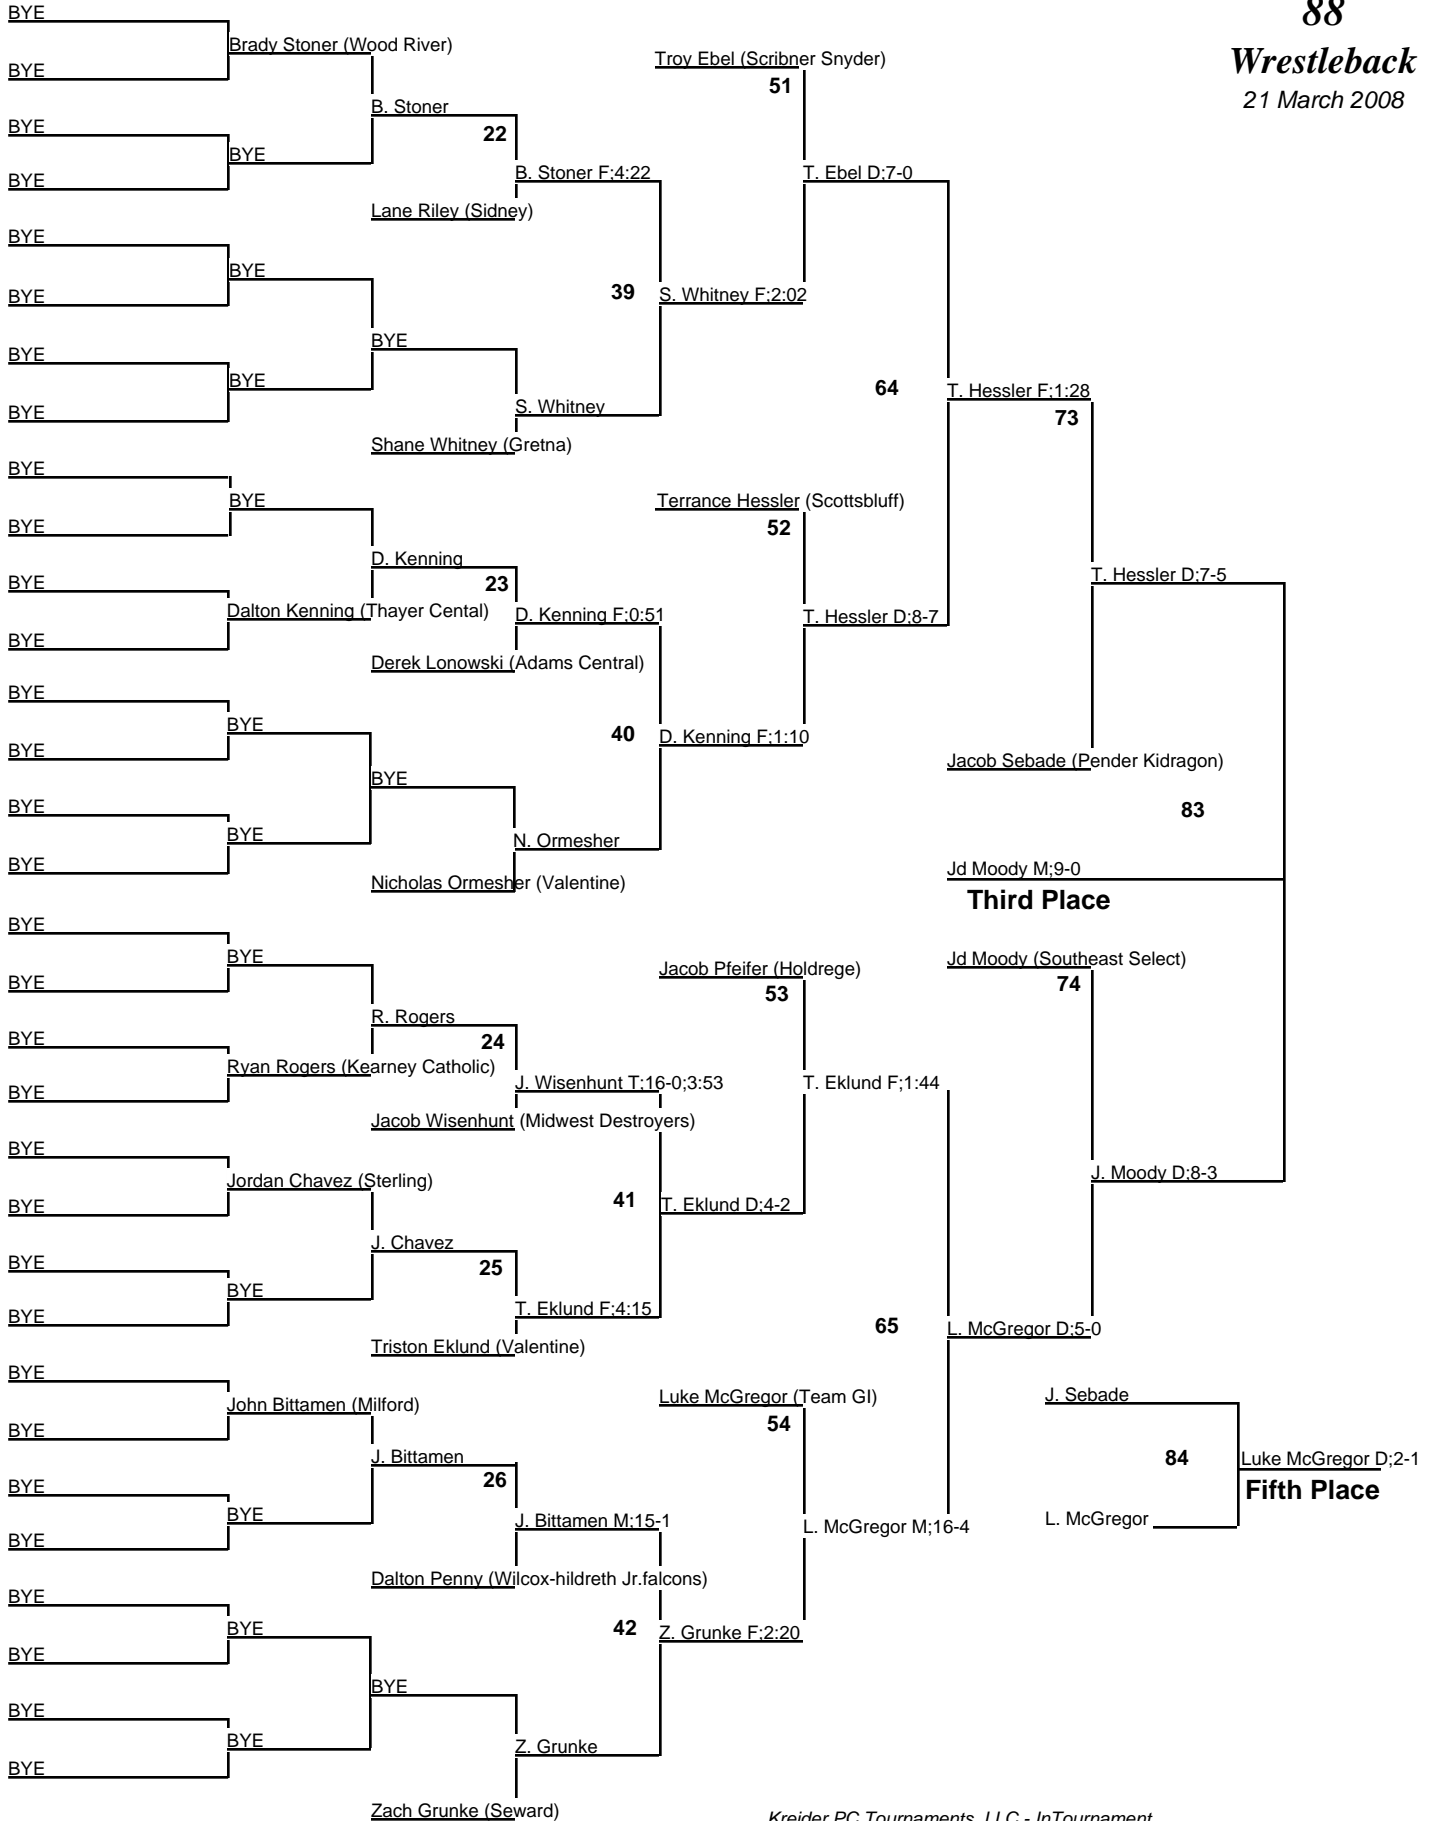 88
Wrestleback
21 March 2008
BYE
Brady Stoner (Wood River)
Troy Ebel (Scribner Snyder)
BYE
51
B. Stoner
BYE
22
BYE
B. Stoner F;4:22
T. Ebel D;7-0
BYE
Lane Riley (Sidney)
BYE
BYE
BYE
39
S. Whitney F;2:02
BYE
BYE
BYE
64
T. Hessler F;1:28
BYE
S. Whitney
73
Shane Whitney (Gretna)
BYE
BYE
Terrance Hessler (Scottsbluff)
BYE
52
D. Kenning
BYE
23
T. Hessler D;7-5
Dalton Kenning (Thayer Cental)
D. Kenning F;0:51
T. Hessler D;8-7
BYE
Derek Lonowski (Adams Central)
BYE
BYE
40
D. Kenning F;1:10
BYE
Jacob Sebade (Pender Kidragon)
BYE
BYE
83
BYE
N. Ormesher
BYE
Jd Moody M;9-0
Nicholas Ormesher (Valentine)
Third Place
BYE
BYE
Jacob Pfeifer (Holdrege)
Jd Moody (Southeast Select)
BYE
53
74
R. Rogers
BYE
24
Ryan Rogers (Kearney Catholic)
J. Wisenhunt T;16-0;3:53
T. Eklund F;1:44
BYE
Jacob Wisenhunt (Midwest Destroyers)
BYE
Jordan Chavez (Sterling)
J. Moody D;8-3
BYE
41
T. Eklund D;4-2
J. Chavez
BYE
25
BYE
T. Eklund F;4:15
BYE
65
L. McGregor D;5-0
Triston Eklund (Valentine)
BYE
John Bittamen (Milford)
Luke McGregor (Team GI)
J. Sebade
BYE
54
J. Bittamen
84
Luke McGregor D;2-1
BYE
26
Fifth Place
BYE
J. Bittamen M;15-1
L. McGregor M;16-4
L. McGregor
BYE
Dalton Penny (Wilcox-hildreth Jr.falcons)
BYE
BYE
42
Z. Grunke F;2:20
BYE
BYE
BYE
BYE
Z. Grunke
BYE
Zach Grunke (Seward)
Kreider PC Tournaments, LLC - InTournament